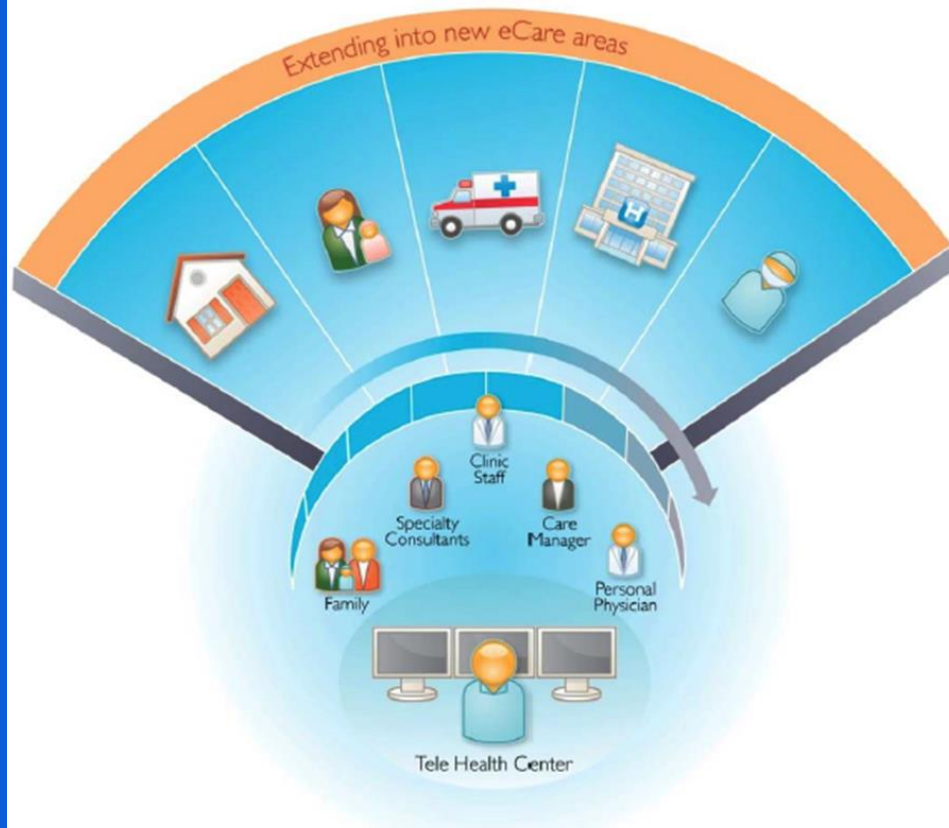 Extending into new eCare areas
H
Clinic
Staff
Specialty
Consultants
Care
Manager
Family
Personal
Physician
Tele Health Center